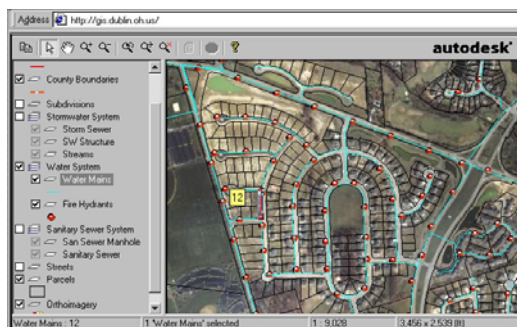 Address http://gis.dublin.oh.us/
autodesk
County Boundaries
Subdivisions
Stormwater System
Storm Sewer
SW Structure
Streams
Water System
Water Mains
Fire Hydrants
Sanitary Sewer System
San Sewer Manhole
Sanitary Sewer
Streets
Parcels
Orthoimagery
12
Water Mains : 12
1 'Water Mains' selected
1 : 9,028
3,456 x 2,539 (ft)